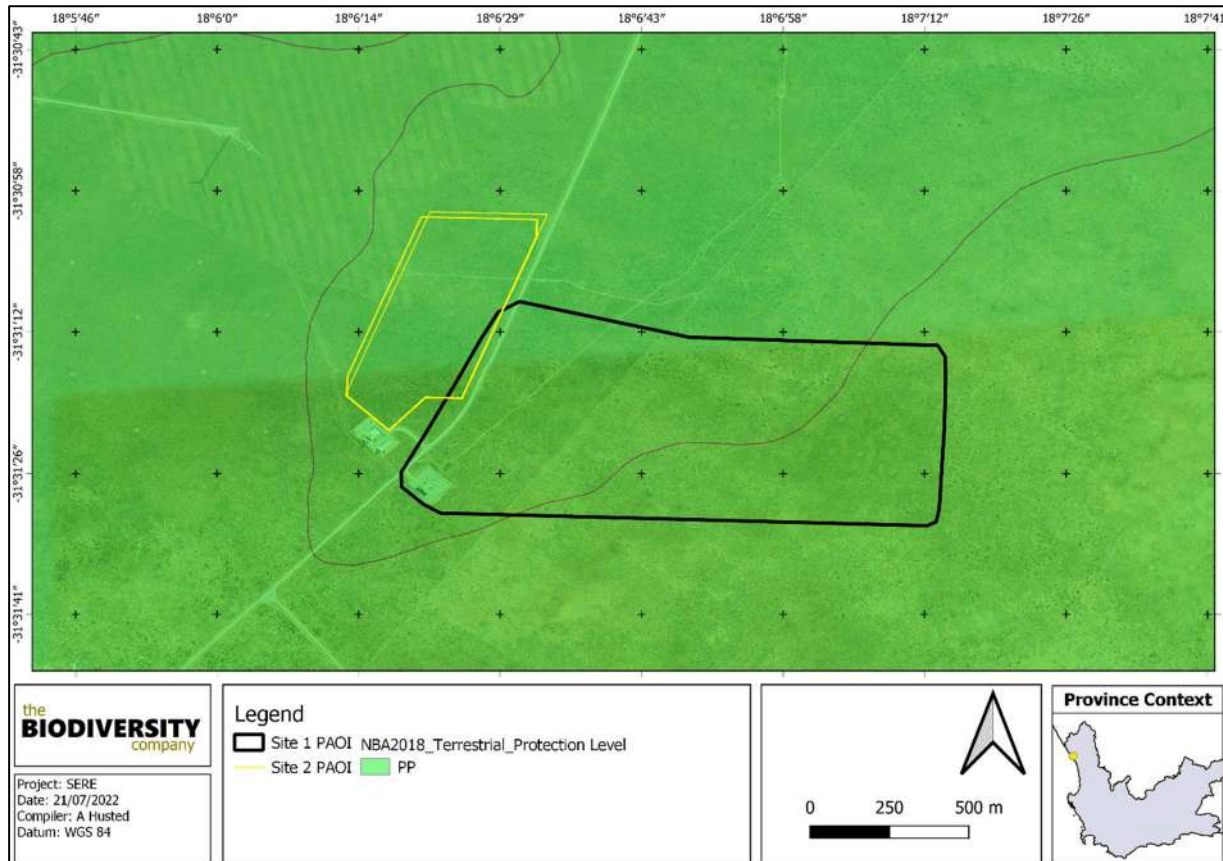 18°5′46″ 18°6′0″ 18°6′14″ 18°6′29″ 18°6′43″ 18°6′58″ 18°7′12″ 18°7′26″ 18°7′41
-31°30′43″
-31°30′58″
-31°31′12″
-31°31′26″
-31°31′41″
the
BIODIVERSITY
company
Project: SERE
Date: 21/07/2022
Compiler: A Husted
Datum: WGS 84
Legend
Site 1 PAOI NBA2018_Terrestrial_Protection Level
Site 2 PAOI PP
0 250 500 m
Province Context